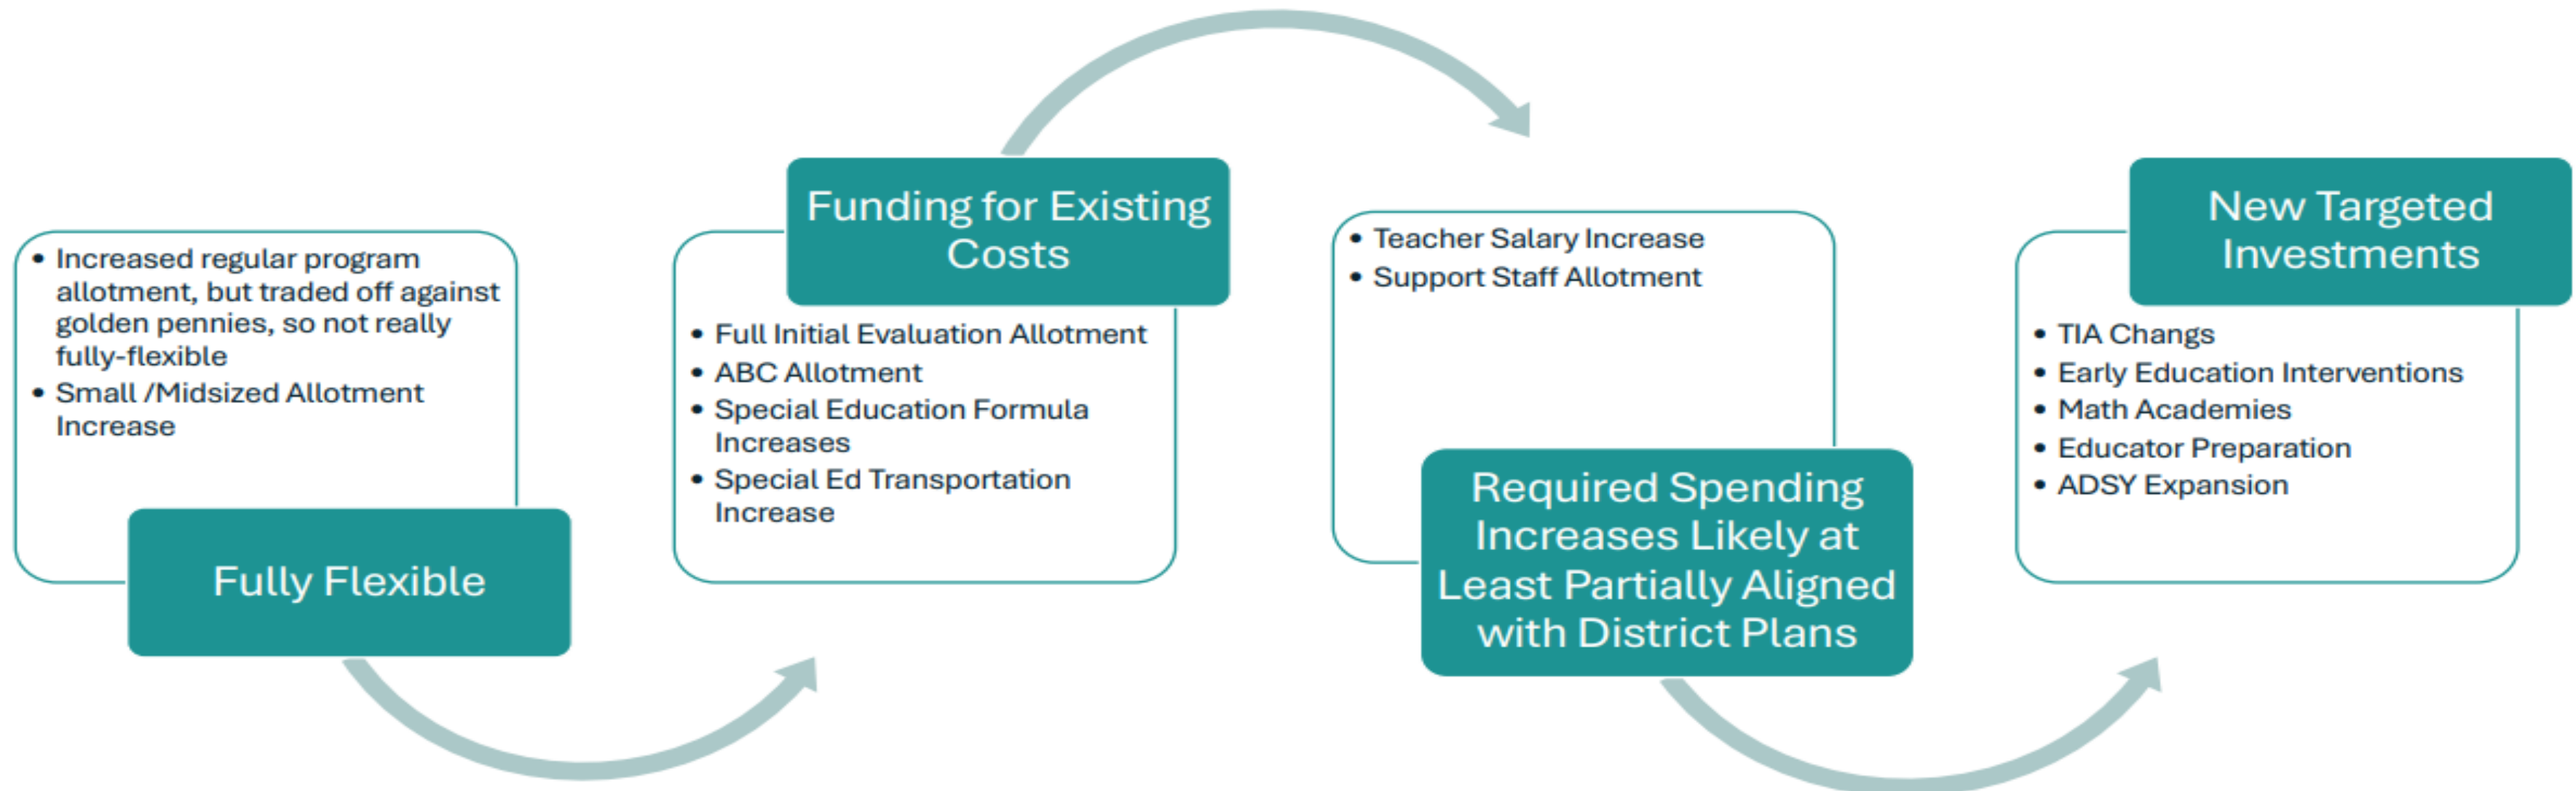 • Increased regular program
allotment, but traded off against
golden pennies, so not really
fully-flexible
• Small /Midsized Allotment
Increase
Fully Flexible
Funding for Existing
Costs
• Full Initial Evaluation Allotment
• ABC Allotment
• Special Education Formula
Increases
• Special Ed Transportation
Increase
• Teacher Salary Increase
• Support Staff Allotment
Required Spending
Increases Likely at
Least Partially Aligned
with District Plans
New Targeted
Investments
• TIA Changs
• Early Education Interventions
• Math Academies
• Educator Preparation
• ADSY Expansion